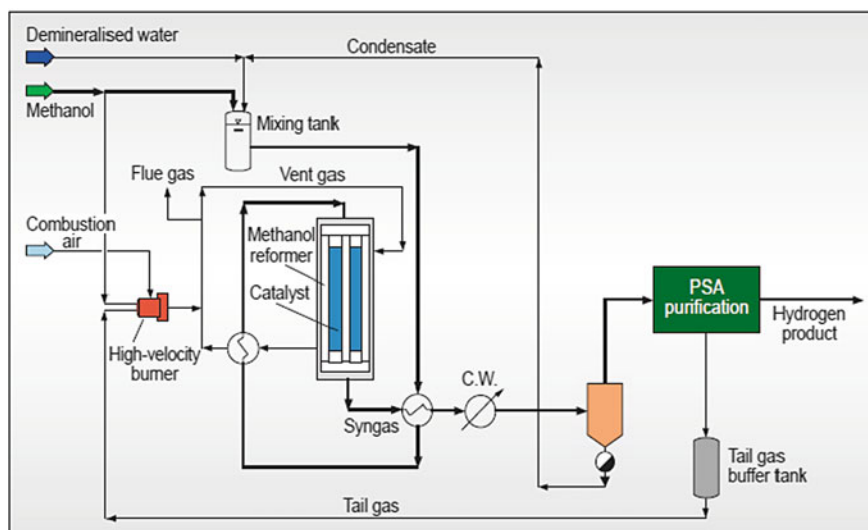 Demineralised water
Condensate
Methanol
Mixing tank
Flue gas
Vent gas
Combustion
air
Methanol
reformer
Catalyst
PSA
purification
Hydrogen
product
High-velocity
burner
C.W.
Syngas
Tail gas
buffer tank
Tail gas